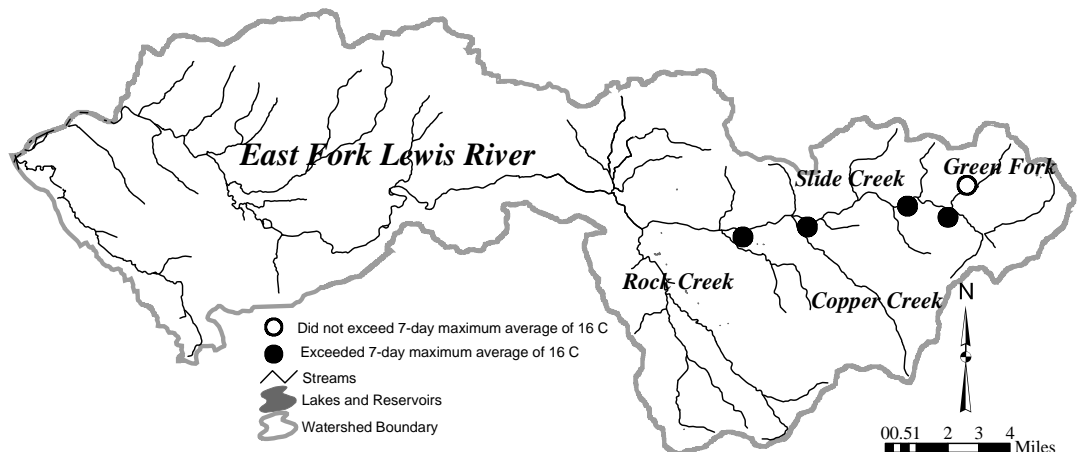 East Fork Lewis River
Green Fork
Slide Creek
Rock Creek
Copper Creek
N
Did not exceed 7-day maximum average of 16 C
Exceeded 7-day maximum average of 16 C
Streams
Lakes and Reservoirs
Watershed Boundary
00.51 2 3 4
Miles